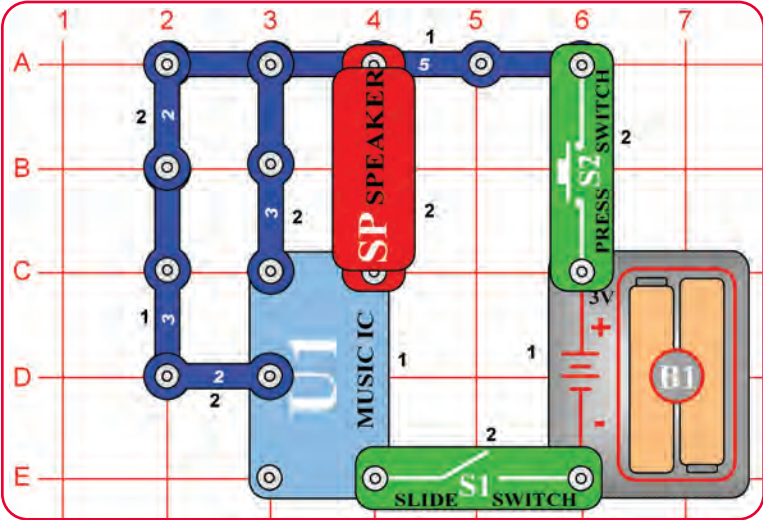 1 2 3 4 5 6 7
A
B
C
D
E
1
5
2
2
2
3
2
2
1
3
2
2
1
1
2
SP SPEAKER
S2
PRESS SWITCH
U1
MUSIC IC
3V
+
-
B1
S1
SLIDE SWITCH